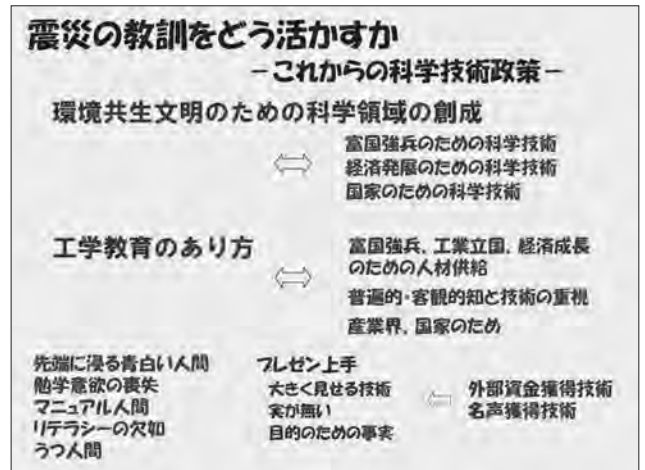 震災の教訓をどう活かすか
－これからの科学技術政策－
環境共生文明のための科学領域の創成
富国強兵のための科学技術
経済発展のための科学技術
国家のための科学技術
工学教育のあり方
富国強兵、工業立国、経済成長
のための人材供給
普遍的・客観的知と技術の重視
産業界、国家のため
先端に浸る青白い人間
勉学意欲の喪失
マニュアル人間
リテラシーの欠如
うつ人間
プレゼン上手
大きく見せる技術
実が無い
目的のための事実
外部資金獲得技術
名声獲得技術